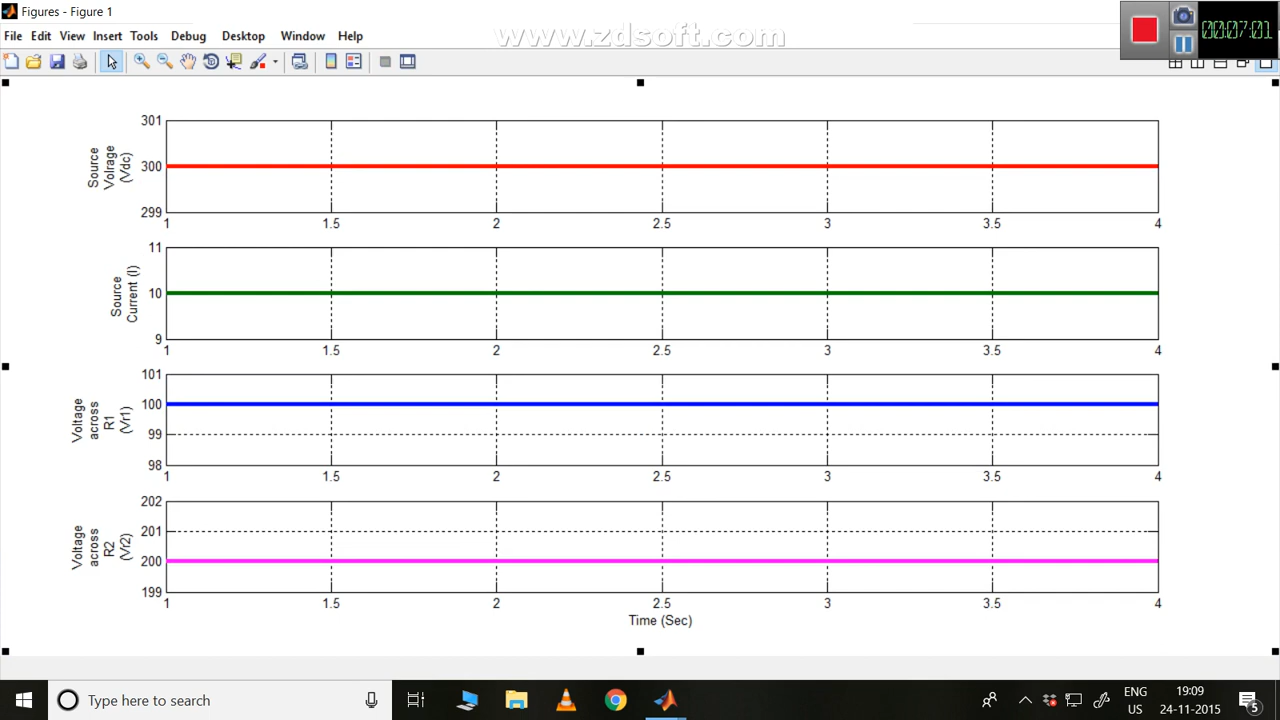 Figures - Figure 1
File Edit View Insert Tools Debug Desktop Window Help
www.zdsoft.com
00:07:01
301
300
299
Source
Volrage
(Vdc)
1 1.5 2 2.5 3 3.5 4
11
10
9
Source
Current (I)
1 1.5 2 2.5 3 3.5 4
101
100
99
98
Voltage
across
R1
(Vr1)
1 1.5 2 2.5 3 3.5 4
202
201
200
199
Voltage
across
R2
(Vr2)
1 1.5 2 2.5 3 3.5 4
Time (Sec)
Type here to search
ENG
US
19:09
24-11-2015
5